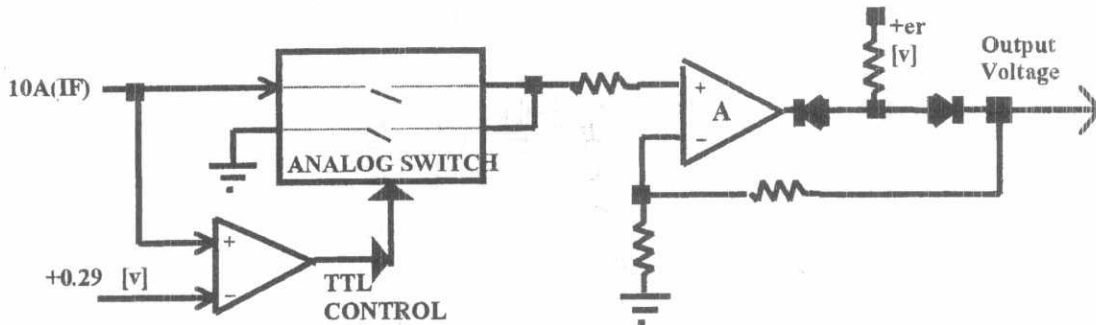 +er
[v]
Output
Voltage
10A(IF)
+
A
−
ANALOG SWITCH
+
+0.29 [v]
−
TTL
CONTROL